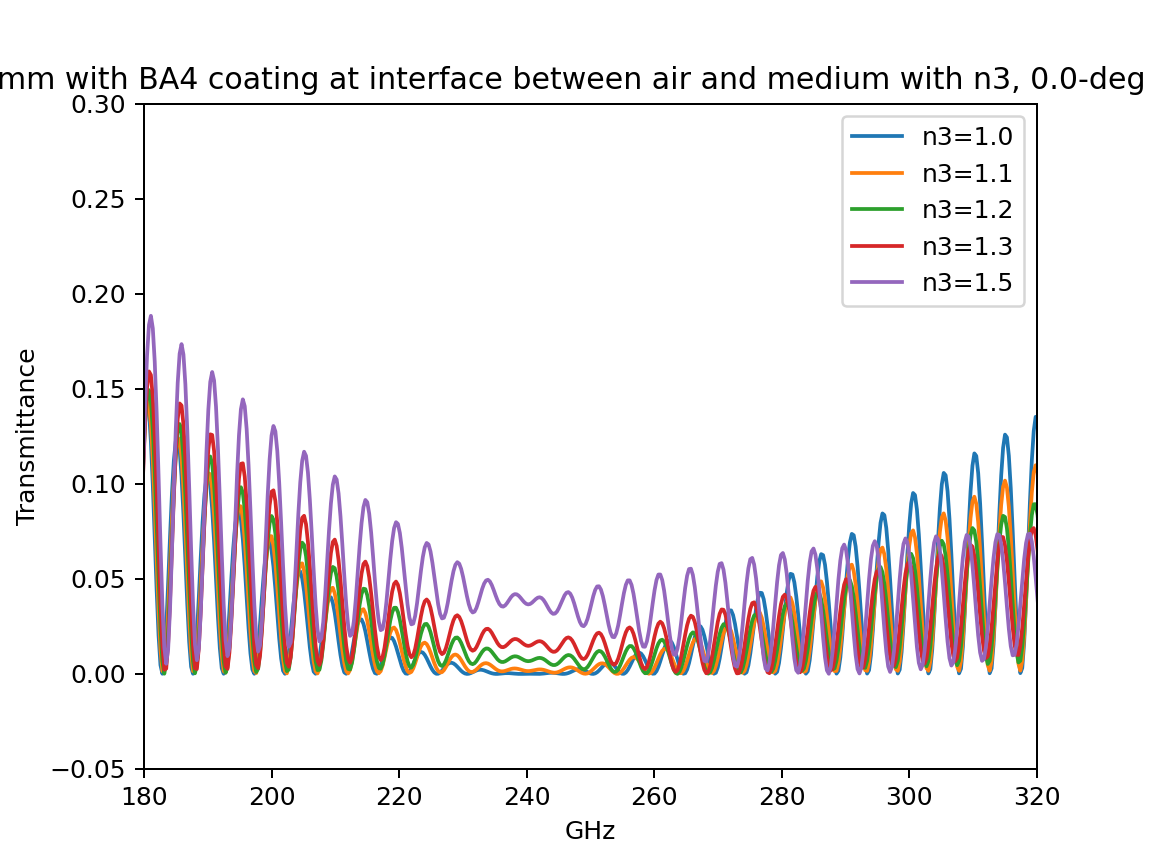 mm with BA4 coating at interface between air and medium with n3, 0.0-deg
0.30
0.25
0.20
0.15
0.10
0.05
0.00
−0.05
Transmittance
n3=1.0
n3=1.1
n3=1.2
n3=1.3
n3=1.5
180
200
220
240
260
280
300
320
GHz